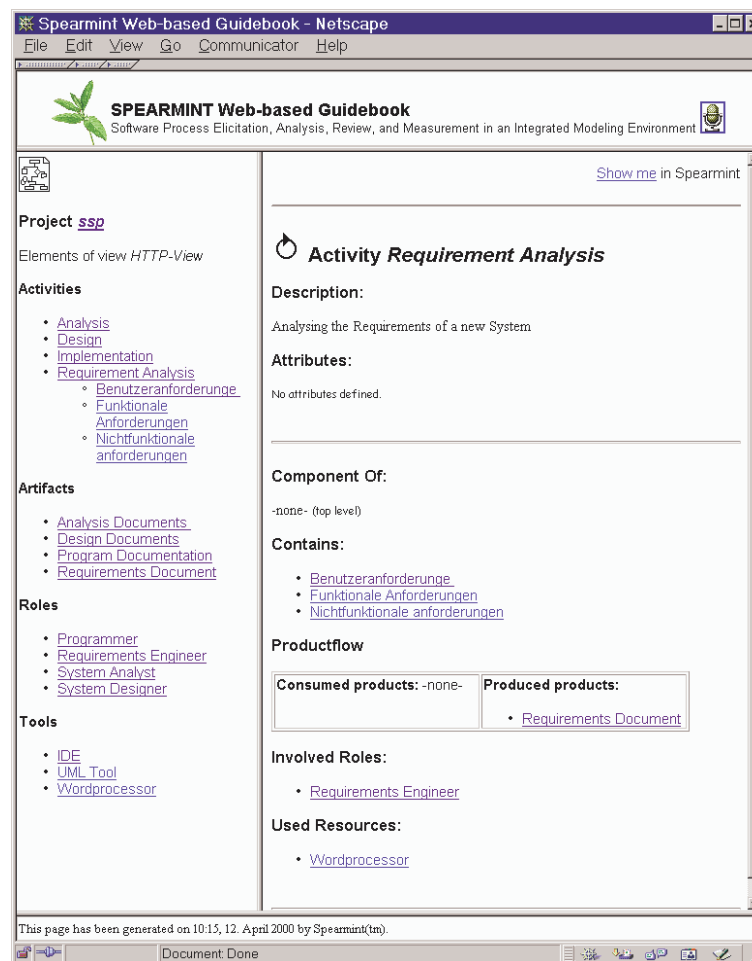 Spearmint Web-based Guidebook - Netscape
File Edit View Go Communicator Help
SPEARMINT Web-based Guidebook
Software Process Elicitation, Analysis, Review, and Measurement in an Integrated Modeling Environment
Project ssp
Elements of view HTTP-View
Activities
• Analysis
• Design
• Implementation
• Requirement Analysis
◦ Benutzeranforderunge
◦ Funktionale
Anforderungen
◦ Nichtfunktionale
anforderungen
Artifacts
• Analysis Documents
• Design Documents
• Program Documentation
• Requirements Document
Roles
• Programmer
• Requirements Engineer
• System Analyst
• System Designer
Tools
• IDE
• UML Tool
• Wordprocessor
Show me in Spearmint
Activity Requirement Analysis
Description:
Analysing the Requirements of a new System
Attributes:
No attributes defined.
Component Of:
-none- (top level)
Contains:
• Benutzeranforderunge
• Funktionale Anforderungen
• Nichtfunktionale anforderungen
Productflow
Consumed products: -none-
Produced products:
• Requirements Document
Involved Roles:
• Requirements Engineer
Used Resources:
• Wordprocessor
This page has been generated on 10:15, 12. April 2000 by Spearmint(tm).
Document: Done